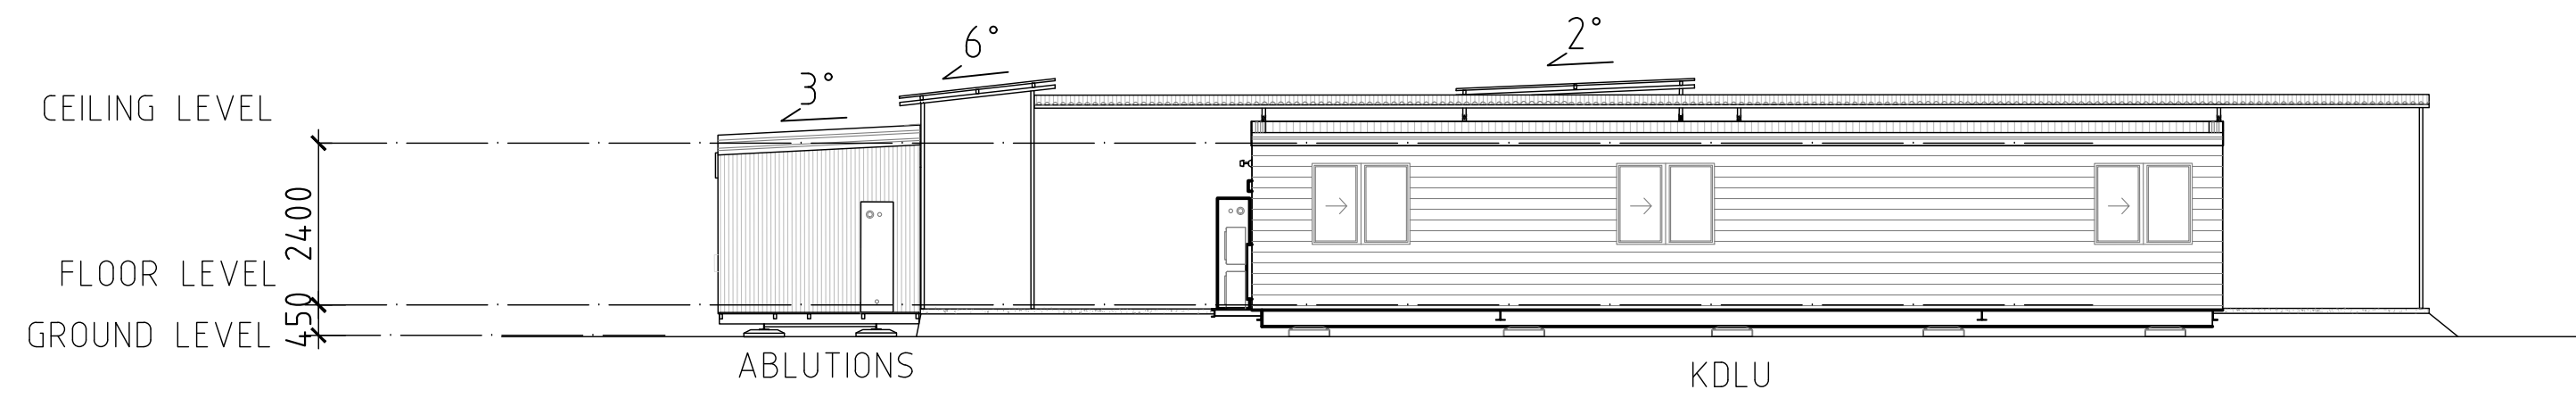 2°
6°
3°
CEILING LEVEL
2400
FLOOR LEVEL
450
GROUND LEVEL
ABLUTIONS
KDLU